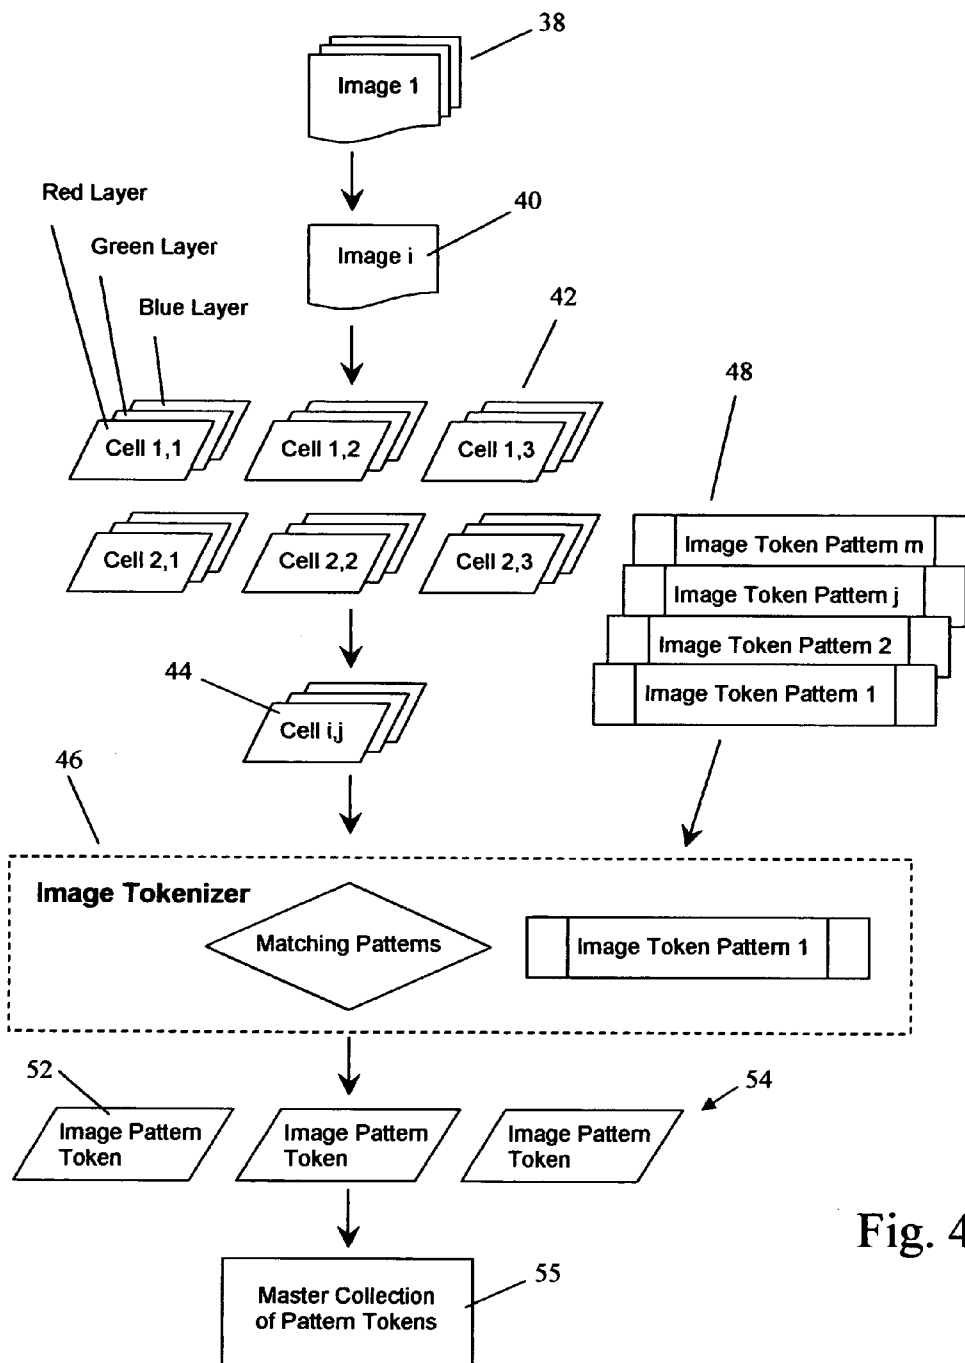 38
Image 1
Red Layer
40
Green Layer
Image i
Blue Layer
42
48
Cell 1,1
Cell 1,2
Cell 1,3
Image Token Pattern m
Cell 2,1
Cell 2,2
Cell 2,3
Image Token Pattern j
Image Token Pattern 2
44
Image Token Pattern 1
Cell i,j
46
Image Tokenizer
Matching Patterns
Image Token Pattern 1
52
54
Image Pattern
Token
Image Pattern
Token
Image Pattern
Token
Fig. 4
55
Master Collection
of Pattern Tokens